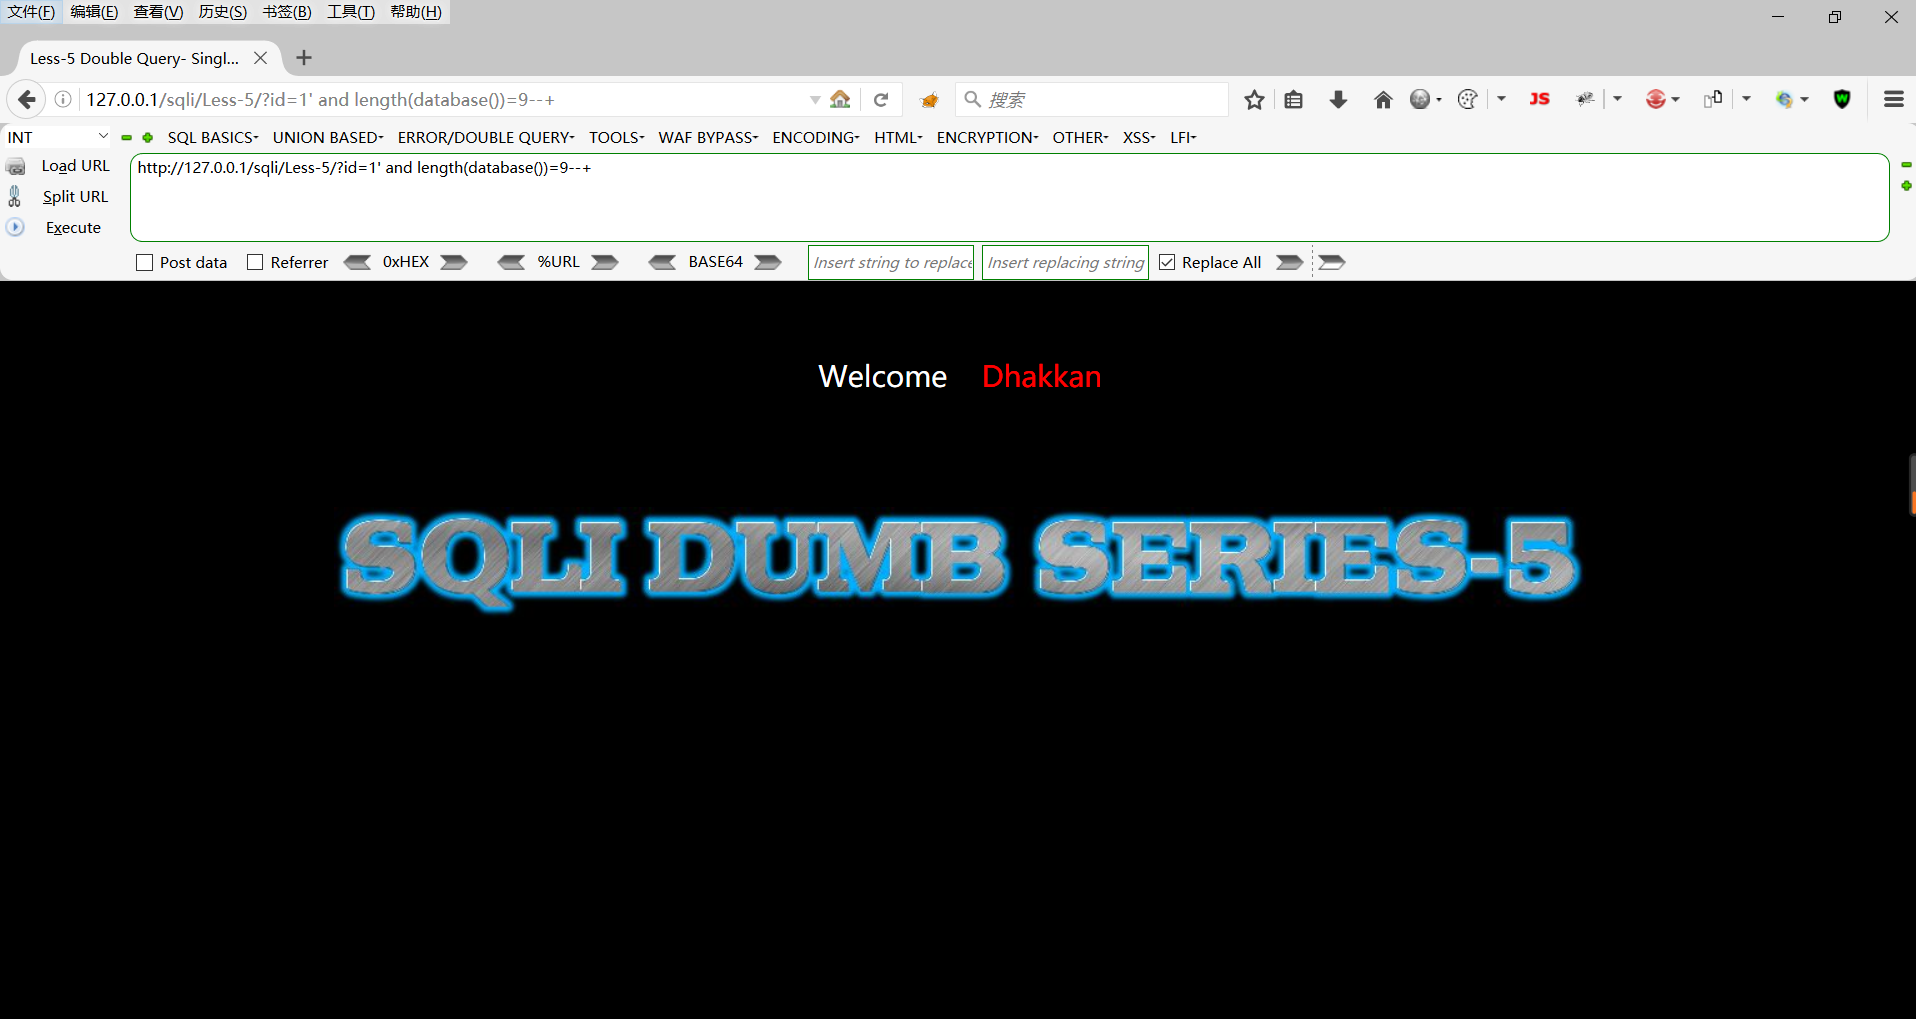 文件(F) 编辑(E) 查看(V) 历史(S) 书签(B) 工具(T) 帮助(H)
Less-5 Double Query- Singl...
127.0.0.1/sqli/Less-5/?id=1' and length(database())=9--+
搜索
JS
W
INT
SQL BASICS UNION BASED ERROR/DOUBLE QUERY TOOLS WAF BYPASS ENCODING HTML ENCRYPTION OTHER XSS LFI
Load URL
http://127.0.0.1/sqli/Less-5/?id=1' and length(database())=9--+
Split URL
Execute
Post data Referrer 0xHEX %URL BASE64 Insert string to replace Insert replacing string Replace All
Welcome Dhakkan
SQLI DUMB SERIES-5